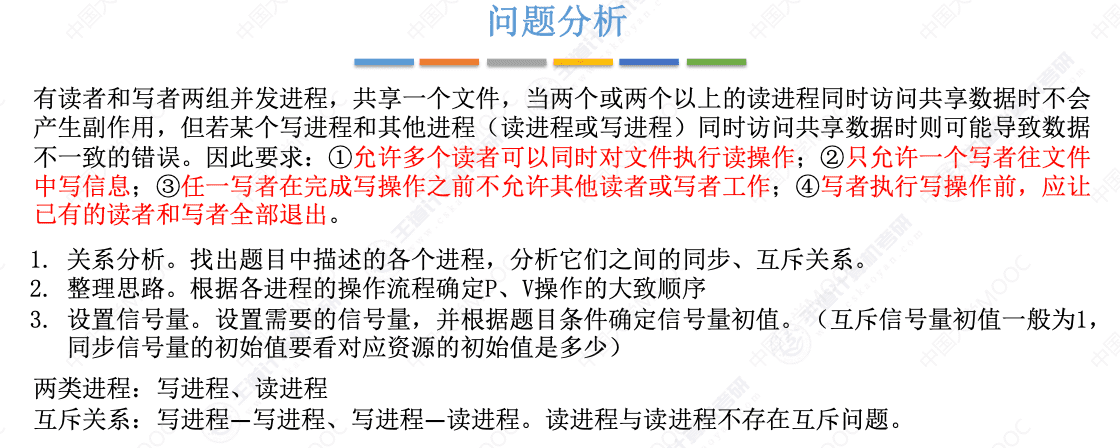 问题分析
有读者和写者两组并发进程，共享一个文件，当两个或两个以上的读进程同时访问共享数据时不会
产生副作用，但若某个写进程和其他进程（读进程或写进程）同时访问共享数据时则可能导致数据
不一致的错误。因此要求：①允许多个读者可以同时对文件执行读操作；②只允许一个写者往文件
中写信息；③任一写者在完成写操作之前不允许其他读者或写者工作；④写者执行写操作前，应让
已有的读者和写者全部退出。
1. 关系分析。找出题目中描述的各个进程，分析它们之间的同步、互斥关系。
2. 整理思路。根据各进程的操作流程确定P、V操作的大致顺序
3. 设置信号量。设置需要的信号量，并根据题目条件确定信号量初值。（互斥信号量初值一般为1，
同步信号量的初始值要看对应资源的初始值是多少）
两类进程：写进程、读进程
互斥关系：写进程—写进程、写进程—读进程。读进程与读进程不存在互斥问题。